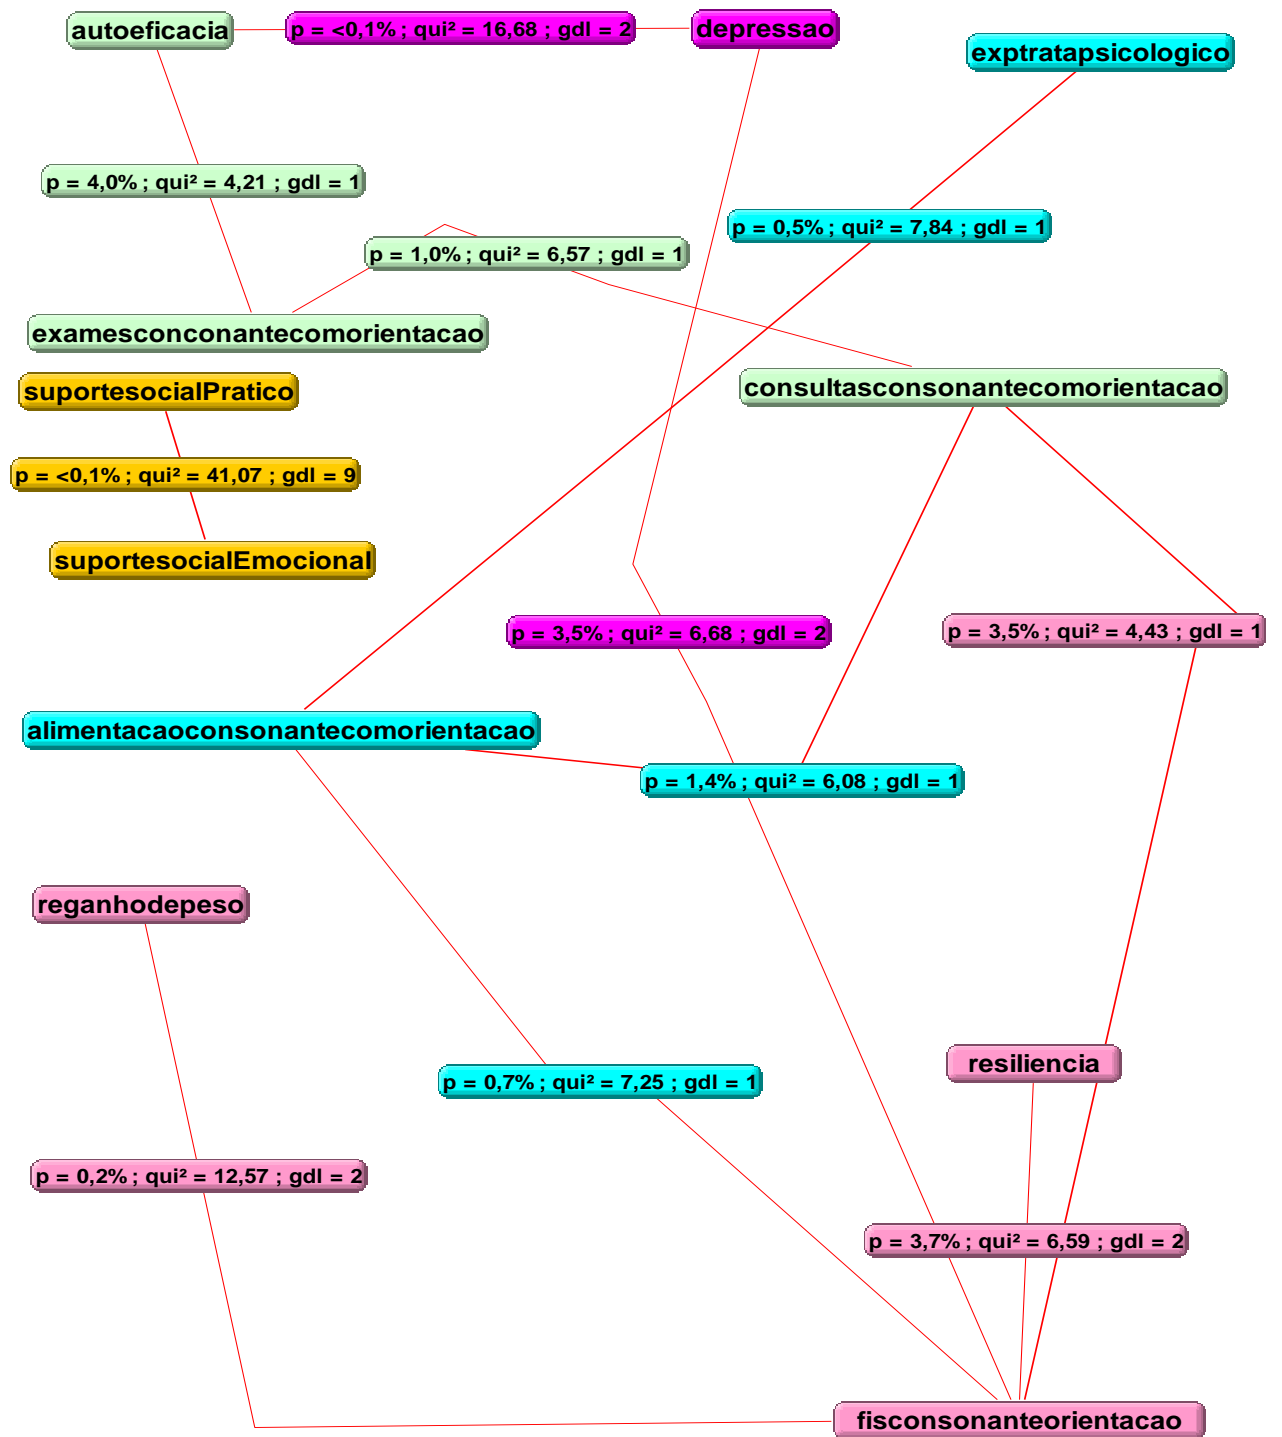 autoeficacia
p = <0,1% ; qui² = 16,68 ; gdl = 2
depressao
exptratapsicologico
p = 4,0% ; qui² = 4,21 ; gdl = 1
p = 0,5% ; qui² = 7,84 ; gdl = 1
p = 1,0% ; qui² = 6,57 ; gdl = 1
examesconconantecomorientacao
suportesocialPratico
consultasconsonantecomorientacao
p = <0,1% ; qui² = 41,07 ; gdl = 9
suportesocialEmocional
p = 3,5% ; qui² = 6,68 ; gdl = 2
p = 3,5% ; qui² = 4,43 ; gdl = 1
alimentacaoconsonantecomorientacao
p = 1,4% ; qui² = 6,08 ; gdl = 1
reganhodepeso
resiliencia
p = 0,7% ; qui² = 7,25 ; gdl = 1
p = 0,2% ; qui² = 12,57 ; gdl = 2
p = 3,7% ; qui² = 6,59 ; gdl = 2
fisconsonanteorientacao